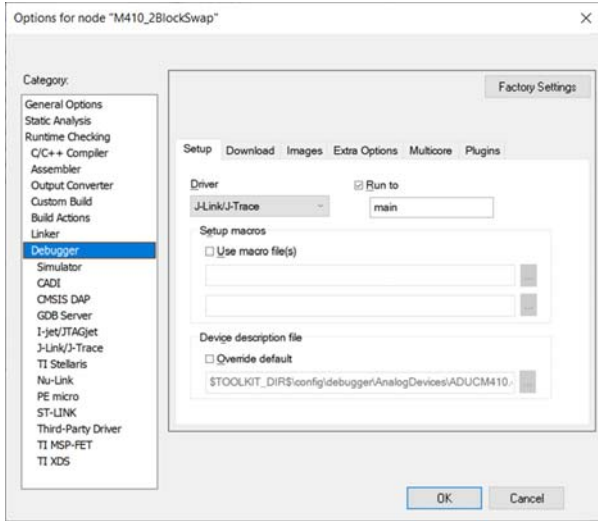 Options for node "M410_2BlockSwap"
Category:
Factory Settings
General Options
Static Analysis
Runtime Checking
C/C++ Compiler
Assembler
Output Converter
Custom Build
Build Actions
Linker
Debugger
Simulator
CADI
CMSIS DAP
GDB Server
I-jet/JTAGjet
J-Link/J-Trace
TI Stellaris
Nu-Link
PE micro
ST-LINK
Third-Party Driver
TI MSP-FET
TI XDS
Setup Download Images Extra Options Multicore Plugins
Driver
J-Link/J-Trace
Run to
main
Setup macros
Use macro file(s)
...
...
Device description file
Override default
$TOOLKIT_DIR$\config\debugger\AnalogDevices\ADUCM410.
...
OK Cancel